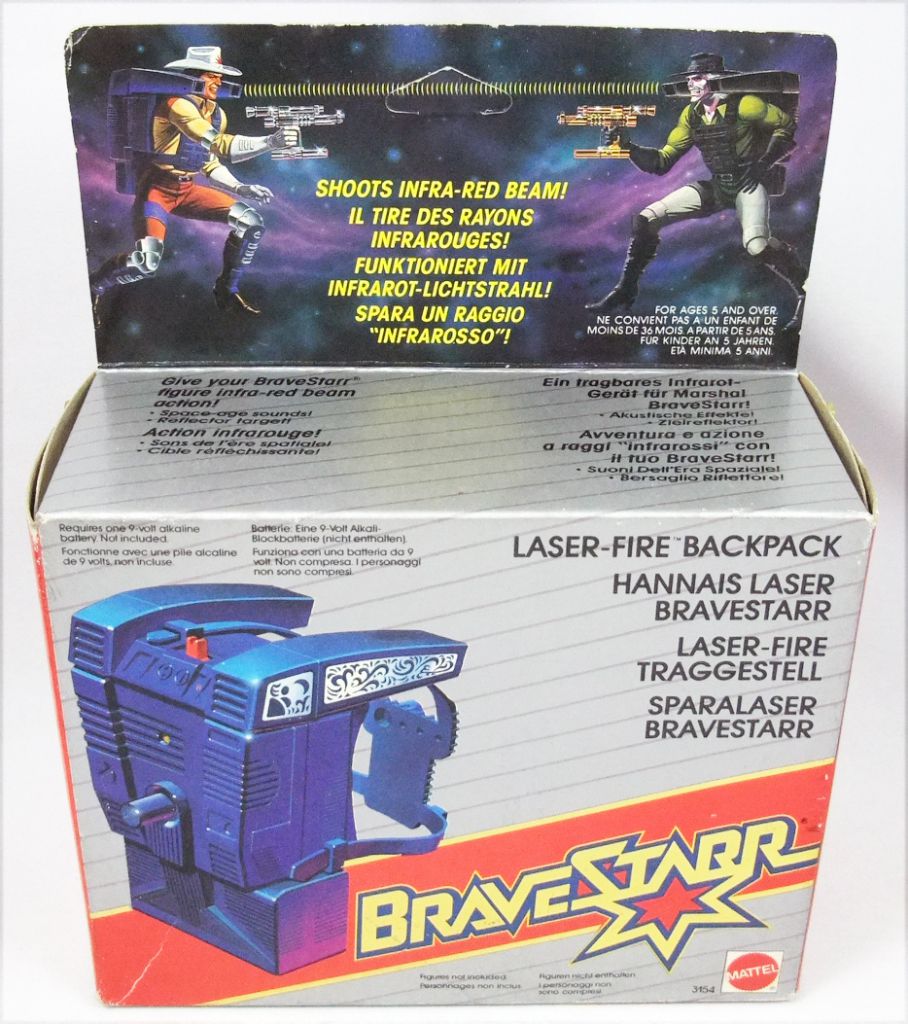 SHOOTS INFRA-RED BEAM!
IL TIRE DES RAYONS
INFRAROUGES!
FUNKTIONIERT MIT
INFRAROT-LICHTSTRAHL!
SPARA UN RAGGIO
"INFRAROSSO"!
FOR AGES 5 AND OVER.
NE CONVIENT PAS A UN ENFANT DE
MOINS DE 36 MOIS. A PARTIR DE 5 ANS.
FÜR KINDER AN 5 JAHREN.
ETÀ MINIMA 5 ANNI.
Give your BraveStarr®
figure infra-red beam
action!
• Space-age sounds!
• Reflector target!
Action infrarouge!
• Sons de l'ère spatiale!
• Cible réfléchissante!
Ein tragbares Infrarot-
Gerät für Marshal
BraveStarr!
• Akustische Effekte!
• Zielreflektor!
Avventura e azione
a raggi "infrarossi" con
il tuo BraveStarr!
• Suoni Dell'Era Spaziale!
• Bersaglio Riflettore!
Requires one 9-volt alkaline
battery. Not included.
Fonctionne avec une pile alcaline
de 9 volts, non incluse.
Batterie: Eine 9-Volt Alkali-
Blockbatterie (nicht enthalten).
Funziona con una batteria da 9
volt. Non compresa. I personaggi
non sono compresi.
LASER-FIRE™ BACKPACK
HANNAIS LASER
BRAVESTARR
LASER-FIRE
TRAGGESTELL
SPARALASER
BRAVESTARR
BRAVESTARR
Figures not included.
Personnages non inclus.
Figuren nicht enthalten.
I personaggi non
sono compresi.
3154
MATTEL